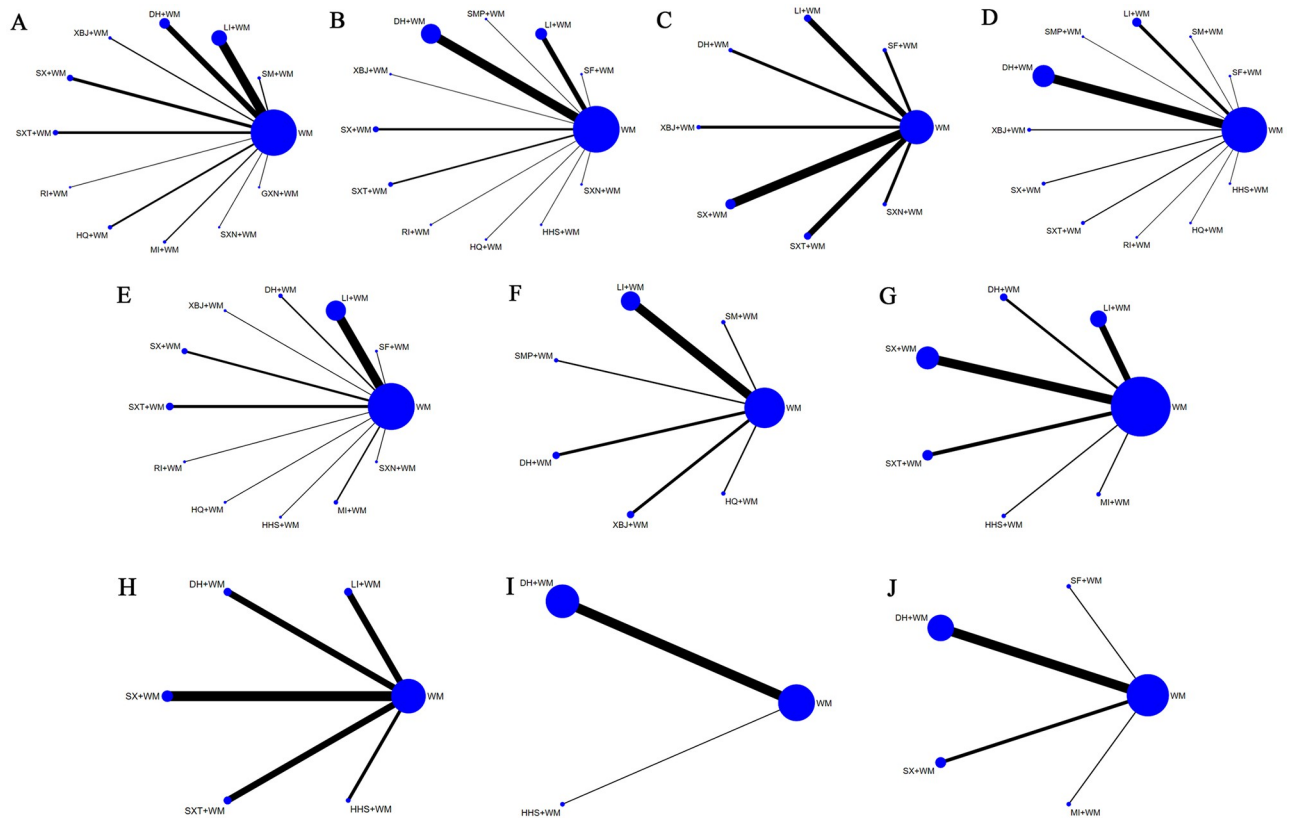 A
DH+WM
LI+WM
XBJ+WM
SX+WM
SM+WM
SXT+WM
WM
RI+WM
GXN+WM
HQ+WM
SXN+WM
MI+WM
B
SMP+WM
DH+WM
LI+WM
XBJ+WM
SF+WM
SX+WM
WM
SXT+WM
SXN+WM
RI+WM
HHS+WM
HQ+WM
C
LI+WM
DH+WM
SF+WM
XBJ+WM
WM
SX+WM
SXN+WM
SXT+WM
D
LI+WM
SMP+WM
SM+WM
DH+WM
SF+WM
XBJ+WM
WM
SX+WM
HHS+WM
SXT+WM
HQ+WM
RI+WM
E
DH+WM
LI+WM
XBJ+WM
SX+WM
SF+WM
SXT+WM
WM
RI+WM
SXN+WM
HQ+WM
MI+WM
HHS+WM
F
LI+WM
SM+WM
SMP+WM
WM
DH+WM
HQ+WM
XBJ+WM
G
DH+WM
LI+WM
SX+WM
WM
SXT+WM
MI+WM
HHS+WM
H
DH+WM
LI+WM
SX+WM
WM
SXT+WM
HHS+WM
I
DH+WM
WM
HHS+WM
J
SF+WM
DH+WM
WM
SX+WM
MI+WM